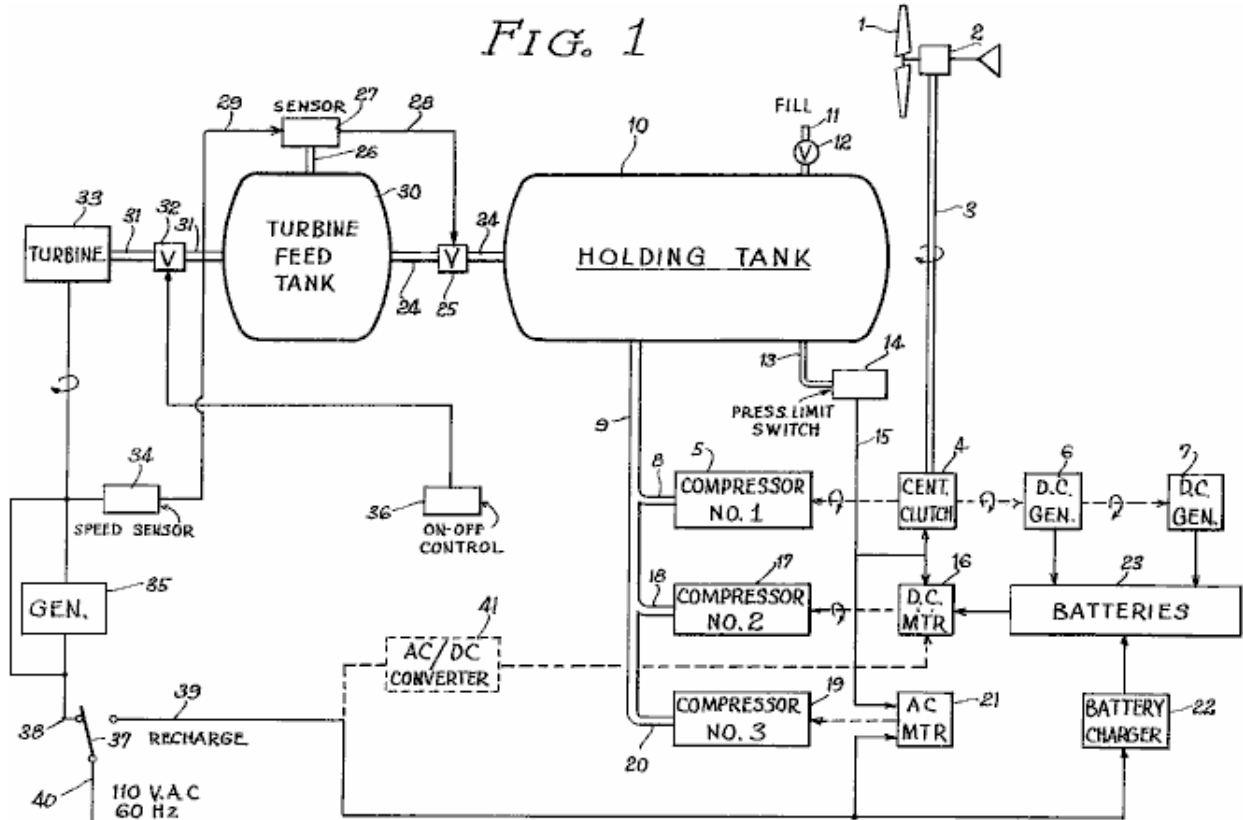 FIG. 1
1
2
29
SENSOR
27
28
FILL
11
12
V
10
26
30
3
33
31
32
31
TURBINE
V
TURBINE
FEED
TANK
24
V
24
25
HOLDING TANK
13
14
PRESS. LIMIT
SWITCH
9
15
34
SPEED SENSOR
36
ON-OFF
CONTROL
8
5
COMPRESSOR
NO. 1
4
CENT.
CLUTCH
6
D.C.
GEN.
7
D.C.
GEN.
35
GEN.
18
17
COMPRESSOR
NO. 2
16
D.C.
MTR
23
BATTERIES
41
AC/DC
CONVERTER
38
37
39
RECHARGE
20
19
COMPRESSOR
NO. 3
21
AC
MTR
BATTERY
CHARGER
22
40
110 V.A.C
60 Hz